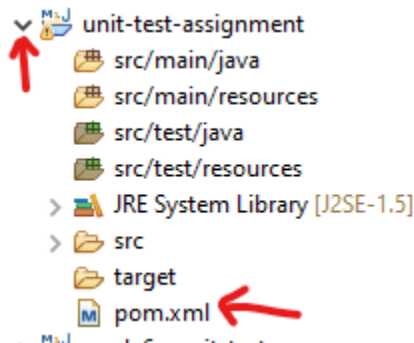 unit-test-assignment
src/main/java
src/main/resources
src/test/java
src/test/resources
JRE System Library [J2SE-1.5]
src
target
pom.xml